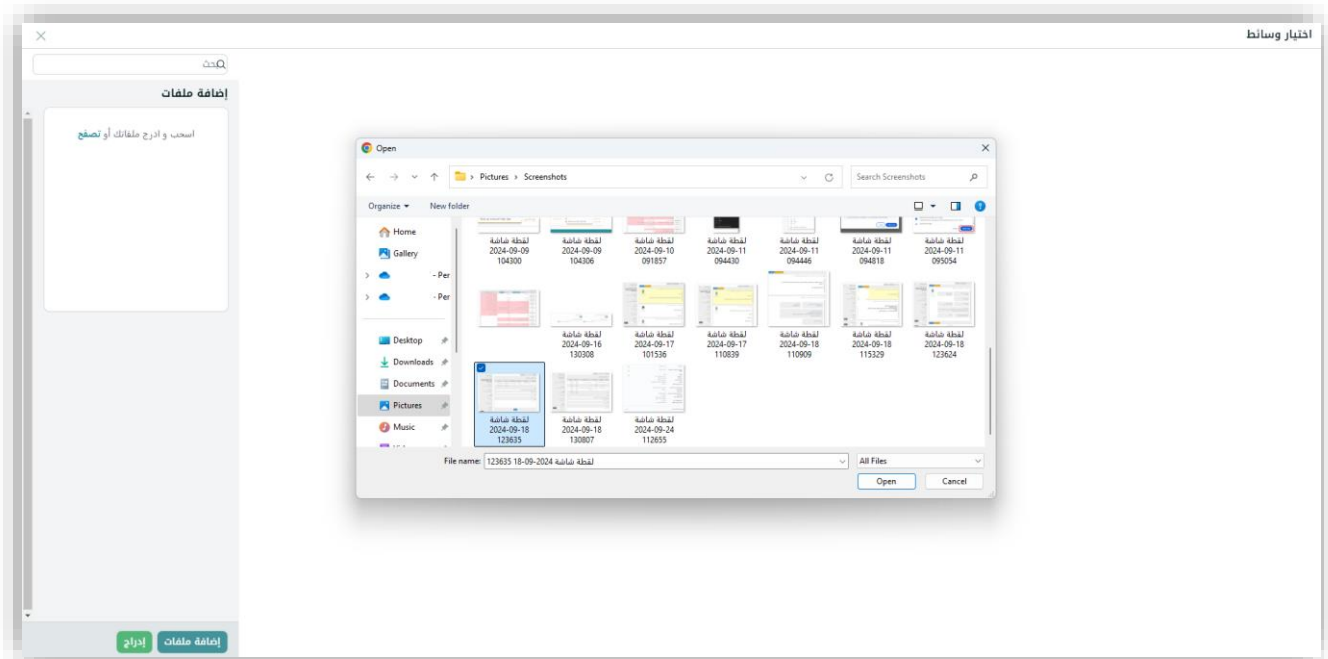 اختيار وسائط
بحث
إضافة ملفات
اسحب و ادرج ملفاتك أو تصفح
Open
Pictures > Screenshots
Search Screenshots
Organize
New folder
Home
Gallery
- Per
- Per
Desktop
Downloads
Documents
Pictures
Music
لقطة شاشة
2024-09-09
104300
لقطة شاشة
2024-09-09
104306
لقطة شاشة
2024-09-10
091857
لقطة شاشة
2024-09-11
094430
لقطة شاشة
2024-09-11
094446
لقطة شاشة
2024-09-11
094818
لقطة شاشة
2024-09-11
095054
لقطة شاشة
2024-09-16
130308
لقطة شاشة
2024-09-17
101536
لقطة شاشة
2024-09-17
110839
لقطة شاشة
2024-09-18
110909
لقطة شاشة
2024-09-18
115329
لقطة شاشة
2024-09-18
123624
لقطة شاشة
2024-09-18
123635
لقطة شاشة
2024-09-18
130807
لقطة شاشة
2024-09-24
112655
File name:
لقطة شاشة 2024-09-18 123635
All Files
Open
Cancel
إضافة ملفات
إدراج